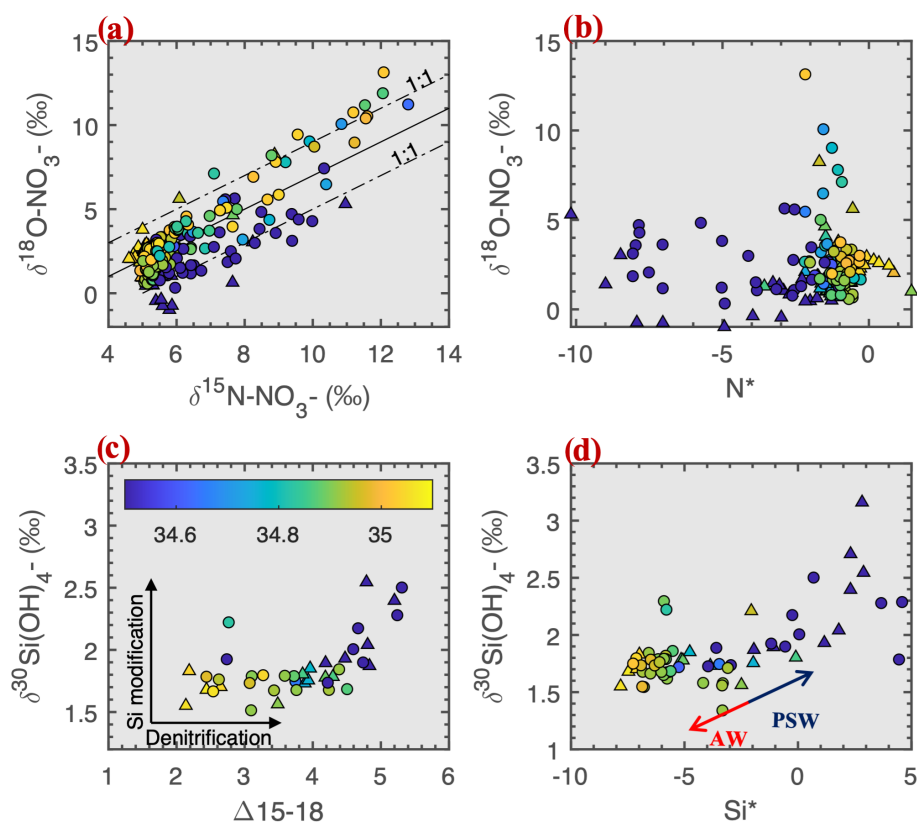 (a)
15
10
5
0
4
6
8
10
12
14
1:1
1:1
δ18O-NO3- (‰)
δ15N-NO3- (‰)
(b)
15
10
5
0
-10
-5
0
δ18O-NO3- (‰)
N*
(c)
3.5
3
2.5
2
1.5
1
2
3
4
5
6
34.6
34.8
35
Si modification
Denitrification
δ30Si(OH)4- (‰)
Δ15-18
(d)
3.5
3
2.5
2
1.5
1
-10
-5
0
5
AW
PSW
δ30Si(OH)4- (‰)
Si*